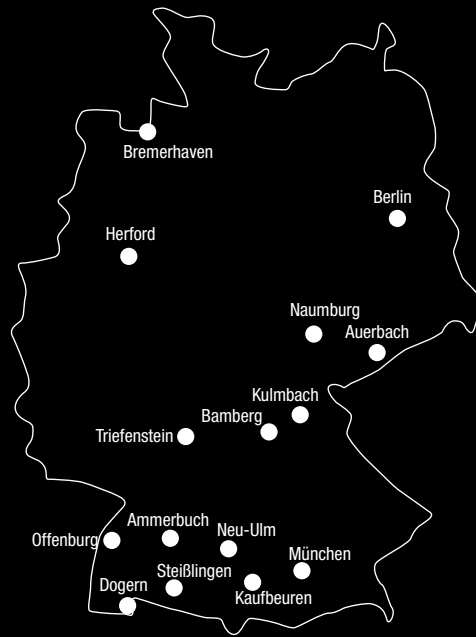 Bremerhaven
Berlin
Herford
Naumburg
Auerbach
Kulmbach
Bamberg
Triefenstein
Ammerbuch
Offenburg
Neu-Ulm
München
Steißlingen
Dogern
Kaufbeuren